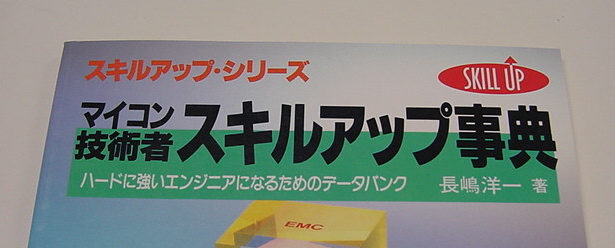 スキルアップ・シリーズ
SKILL UP
マイコン
技術者
スキルアップ事典
ハードに強いエンジニアになるためのデータバンク 長嶋洋一 著
EMC